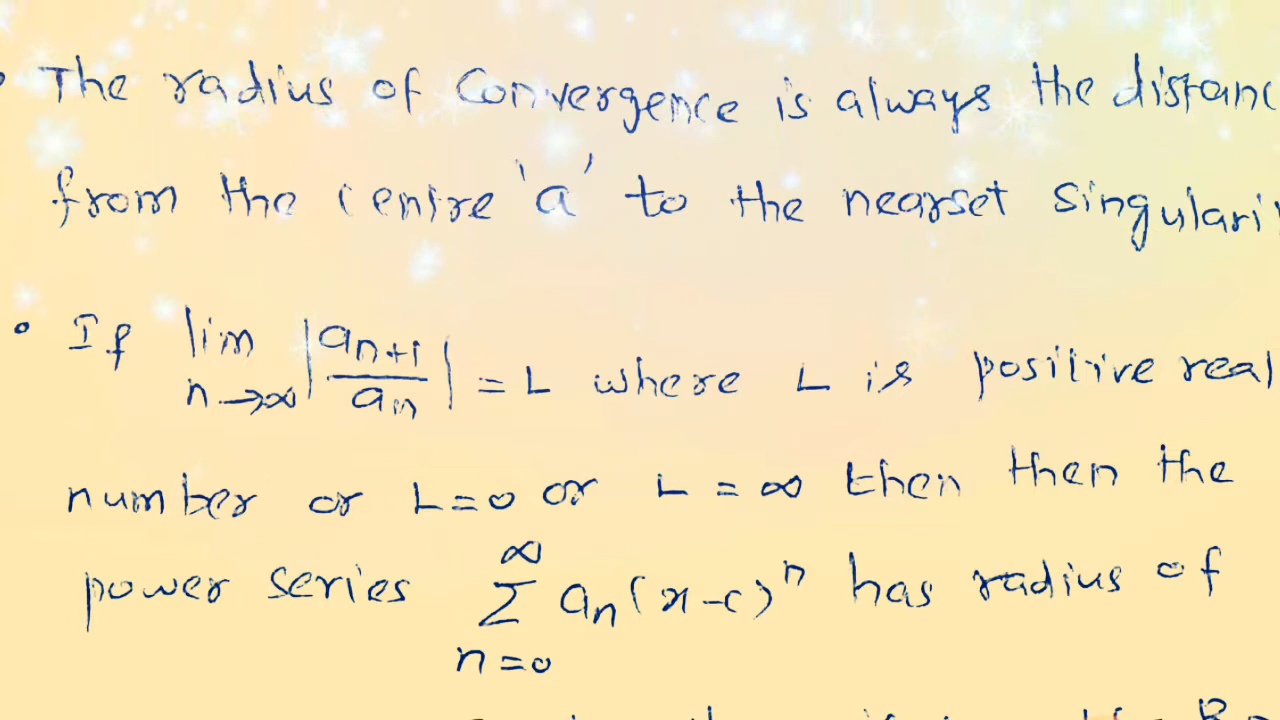 • The radius of Convergence is always the distanc
from the centre 'a' to the nearset singulari
• If lim n→∞ |an+1/an| = L where L is positive real
number or L=0 or L=∞ then then the
power series ∞ Σ n=0 an(x-c)^n has radius of